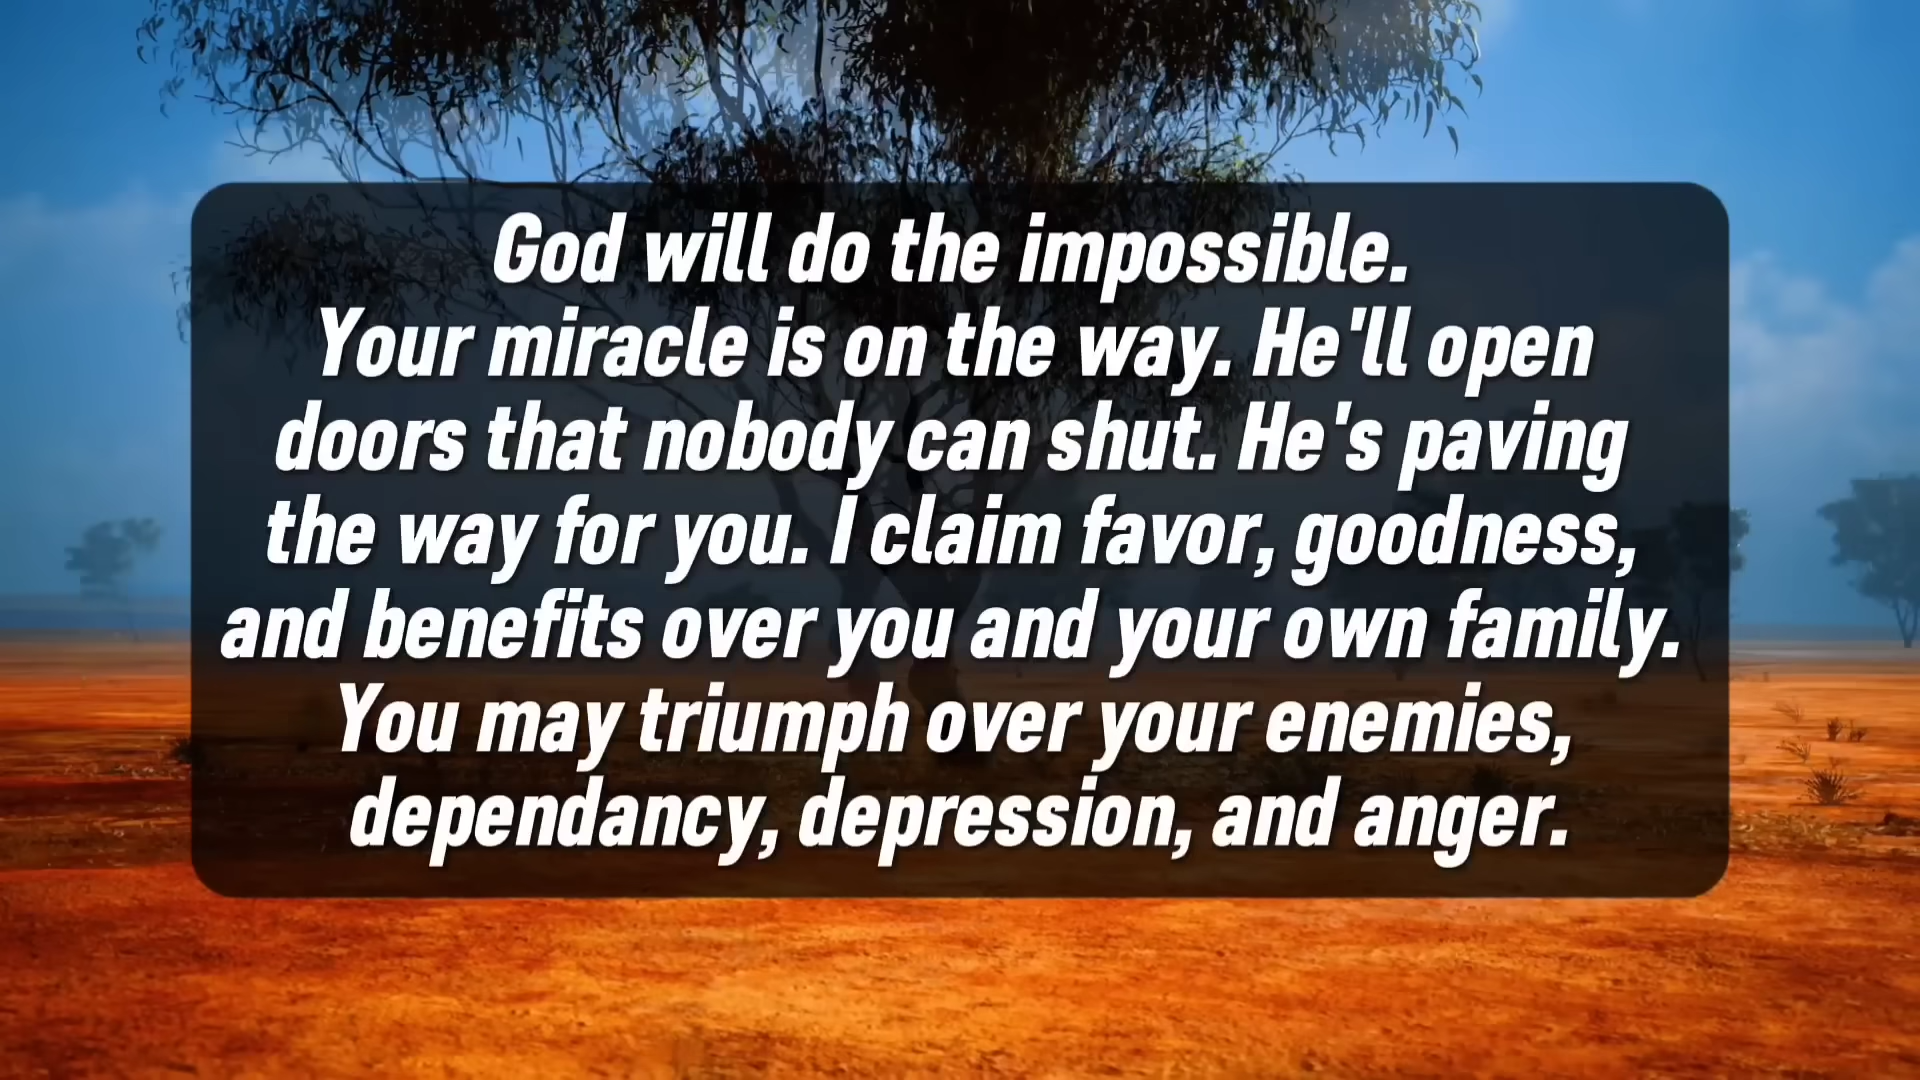 God will do the impossible.
Your miracle is on the way. He'll open
doors that nobody can shut. He's paving
the way for you. I claim favor, goodness,
and benefits over you and your own family.
You may triumph over your enemies,
dependancy, depression, and anger.